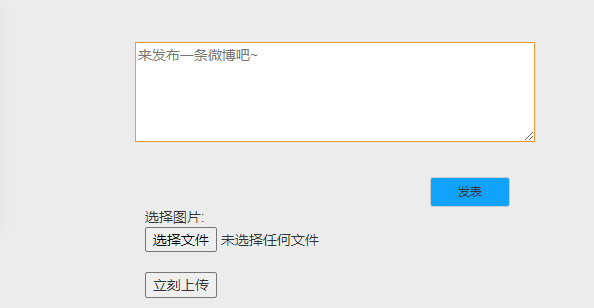 来发布一条微博吧~
发表
选择图片:
选择文件 未选择任何文件
立刻上传